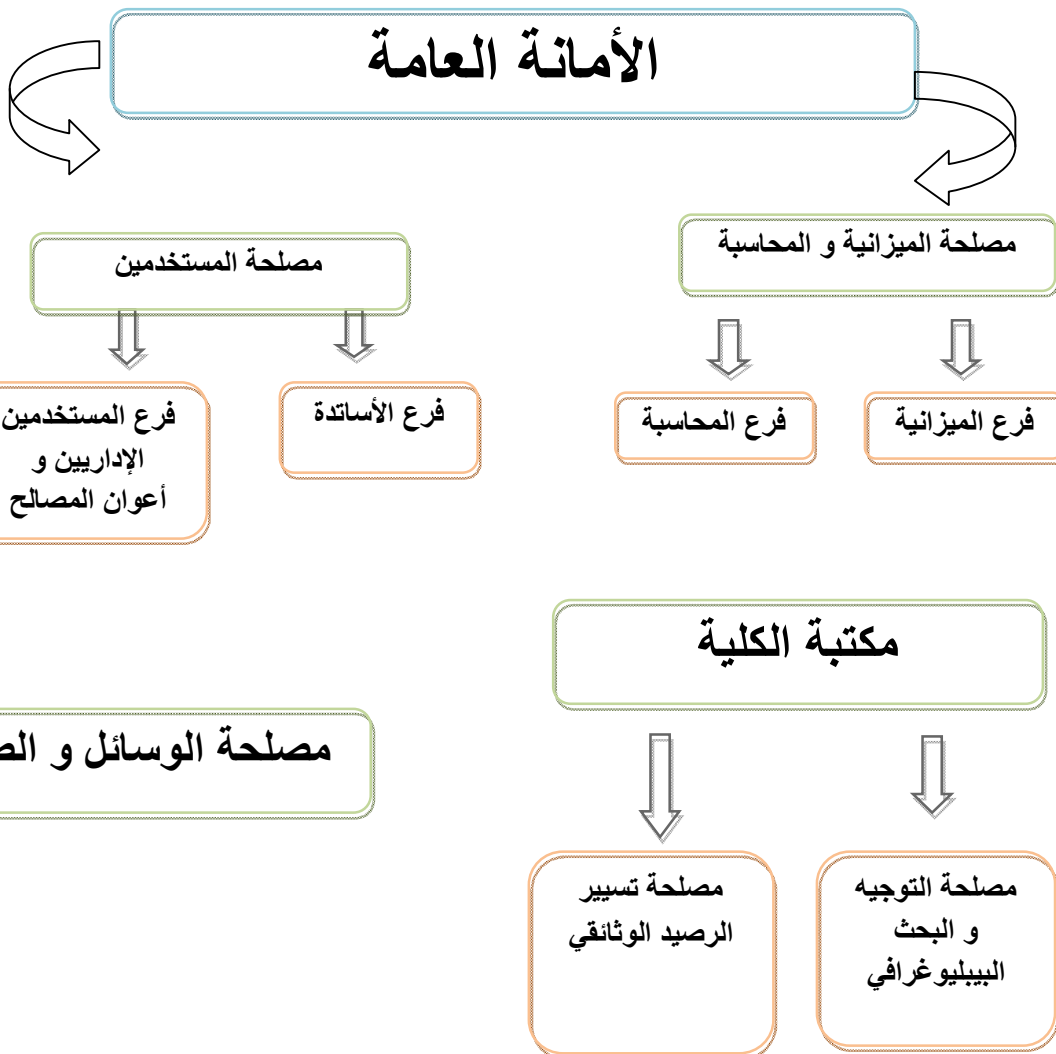 الأمانة العامة
مصلحة الميزانية و المحاسبة
مصلحة المستخدمين
فرع الميزانية
فرع المحاسبة
فرع الأساتدة
فرع المستخدمين
الإداريين و
أعوان المصالح
مكتبة الكلية
مصلحة الوسائل و
مصلحة التوجيه
و البحث
البيبليوغرافي
مصلحة تسيير
الرصيد الوثائقي